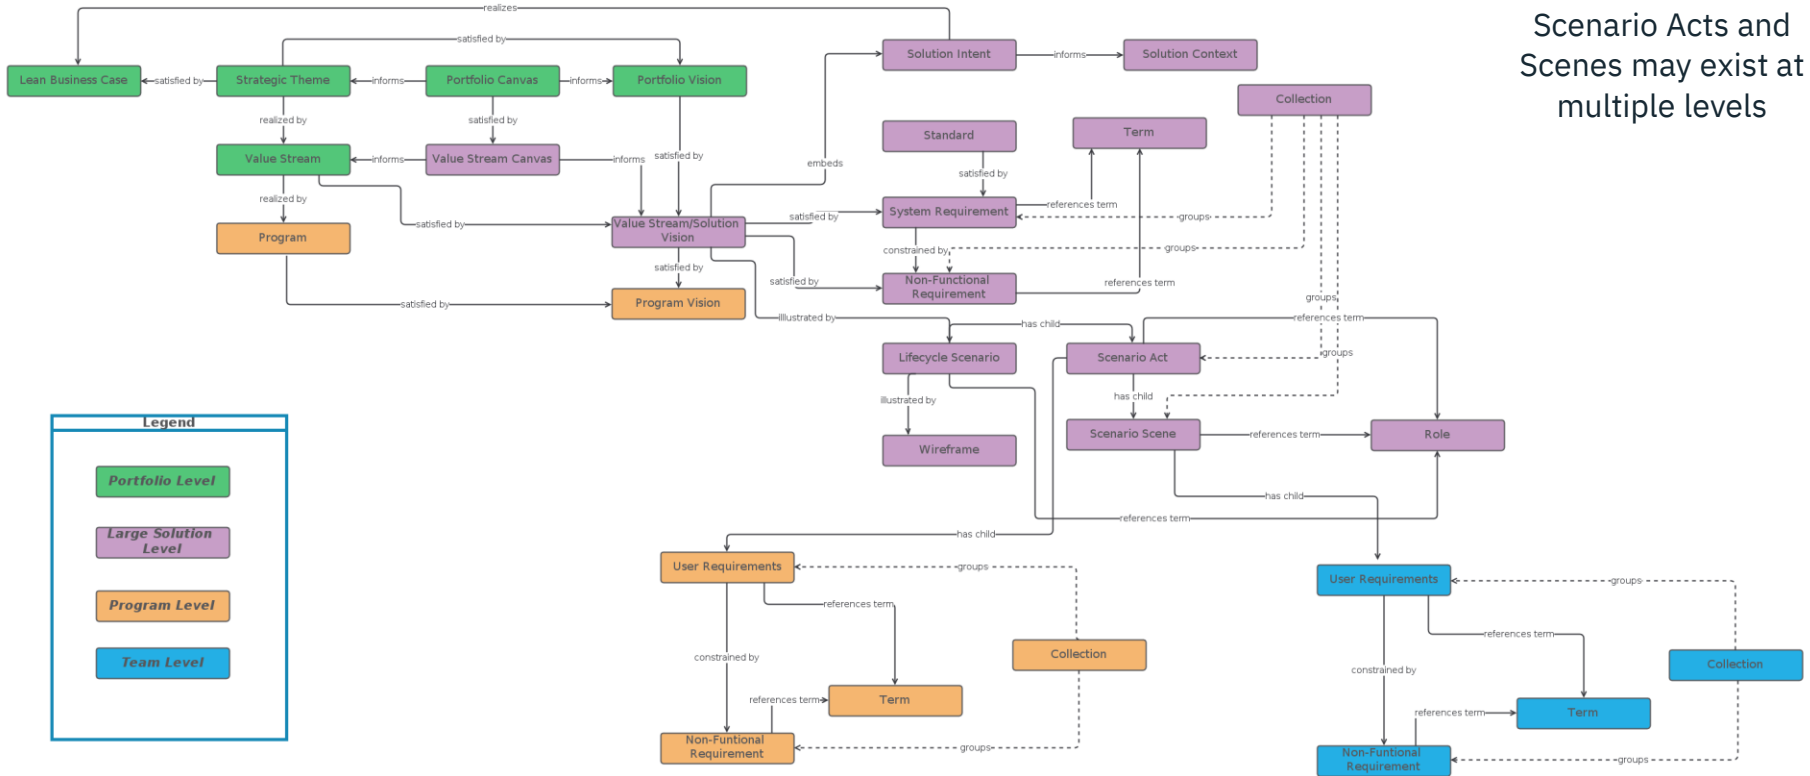 realizes
Scenario Acts and
Scenes may exist at
multiple levels
satisfied by
Solution Intent
informs
Solution Context
Lean Business Case
satisfied by
Strategic Theme
informs
Portfolio Canvas
informs
Portfolio Vision
Collection
realized by
satisfied by
Standard
Term
Value Stream
informs
Value Stream Canvas
informs
satisfied by
embeds
satisfied by
realized by
references term
System Requirement
groups
satisfied by
Program
satisfied by
Value Stream/Solution
Vision
constrained by
groups
satisfied by
satisfied by
Non-Functional
Requirement
references term
satisfied by
Program Vision
groups
illustrated by
has child
references term
Lifecycle Scenario
Scenario Act
groups
illustrated by
has child
Legend
Scenario Scene
references term
Role
Wireframe
Portfolio Level
has child
references term
Large Solution
Level
has child
User Requirements
groups
User Requirements
groups
Program Level
references term
references term
constrained by
Collection
constrained by
Collection
Team Level
references term
Term
references term
Term
Non-Funtional
Requirement
groups
Non-Funtional
Requirement
groups